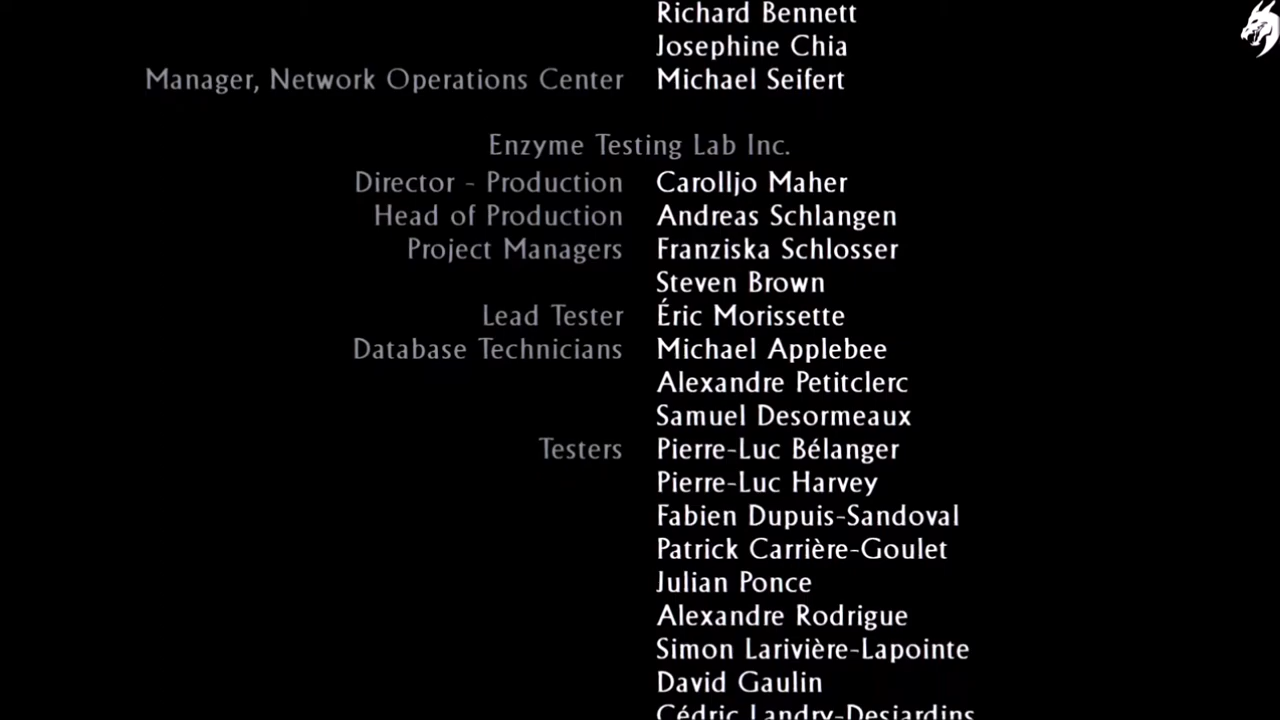 Richard Bennett
Josephine Chia
Manager, Network Operations Center Michael Seifert
Enzyme Testing Lab Inc.
Director - Production Carolljo Maher
Head of Production Andreas Schlangen
Project Managers Franziska Schlosser
Steven Brown
Lead Tester Éric Morissette
Database Technicians Michael Applebee
Alexandre Petitclerc
Samuel Desormeaux
Testers Pierre-Luc Bélanger
Pierre-Luc Harvey
Fabien Dupuis-Sandoval
Patrick Carrière-Goulet
Julian Ponce
Alexandre Rodrigue
Simon Larivière-Lapointe
David Gaulin
Cédric Landry-Desjardins